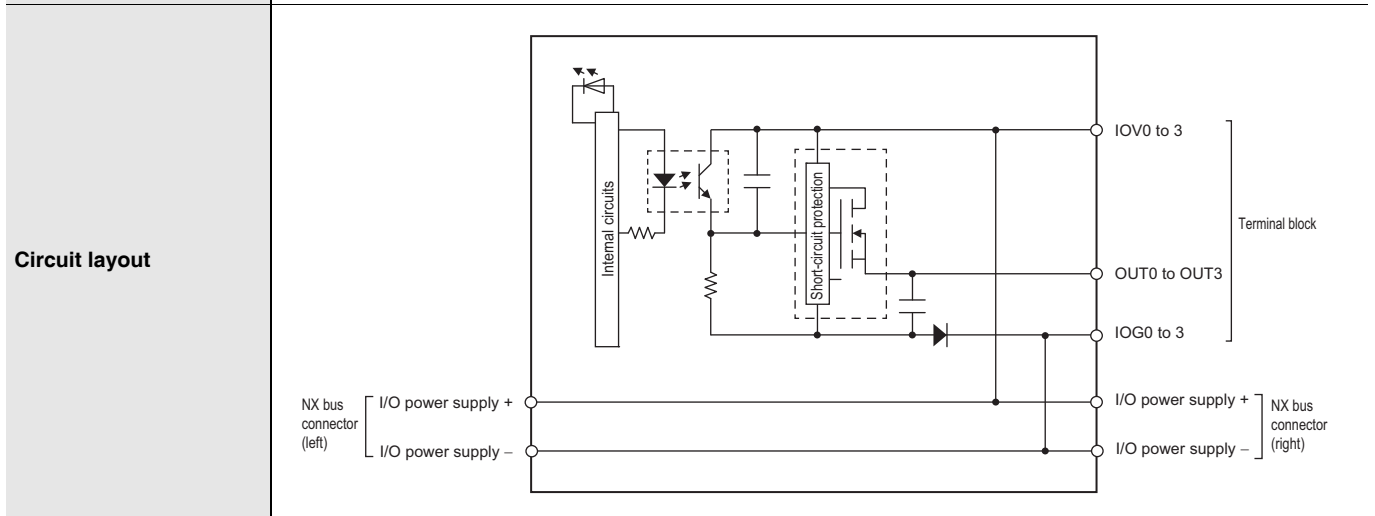 Circuit layout
Internal circuits
Short-circuit protection
IOV0 to 3
Terminal block
OUT0 to OUT3
IOG0 to 3
NX bus
connector
(left)
I/O power supply +
I/O power supply −
I/O power supply +
I/O power supply −
NX bus
connector
(right)